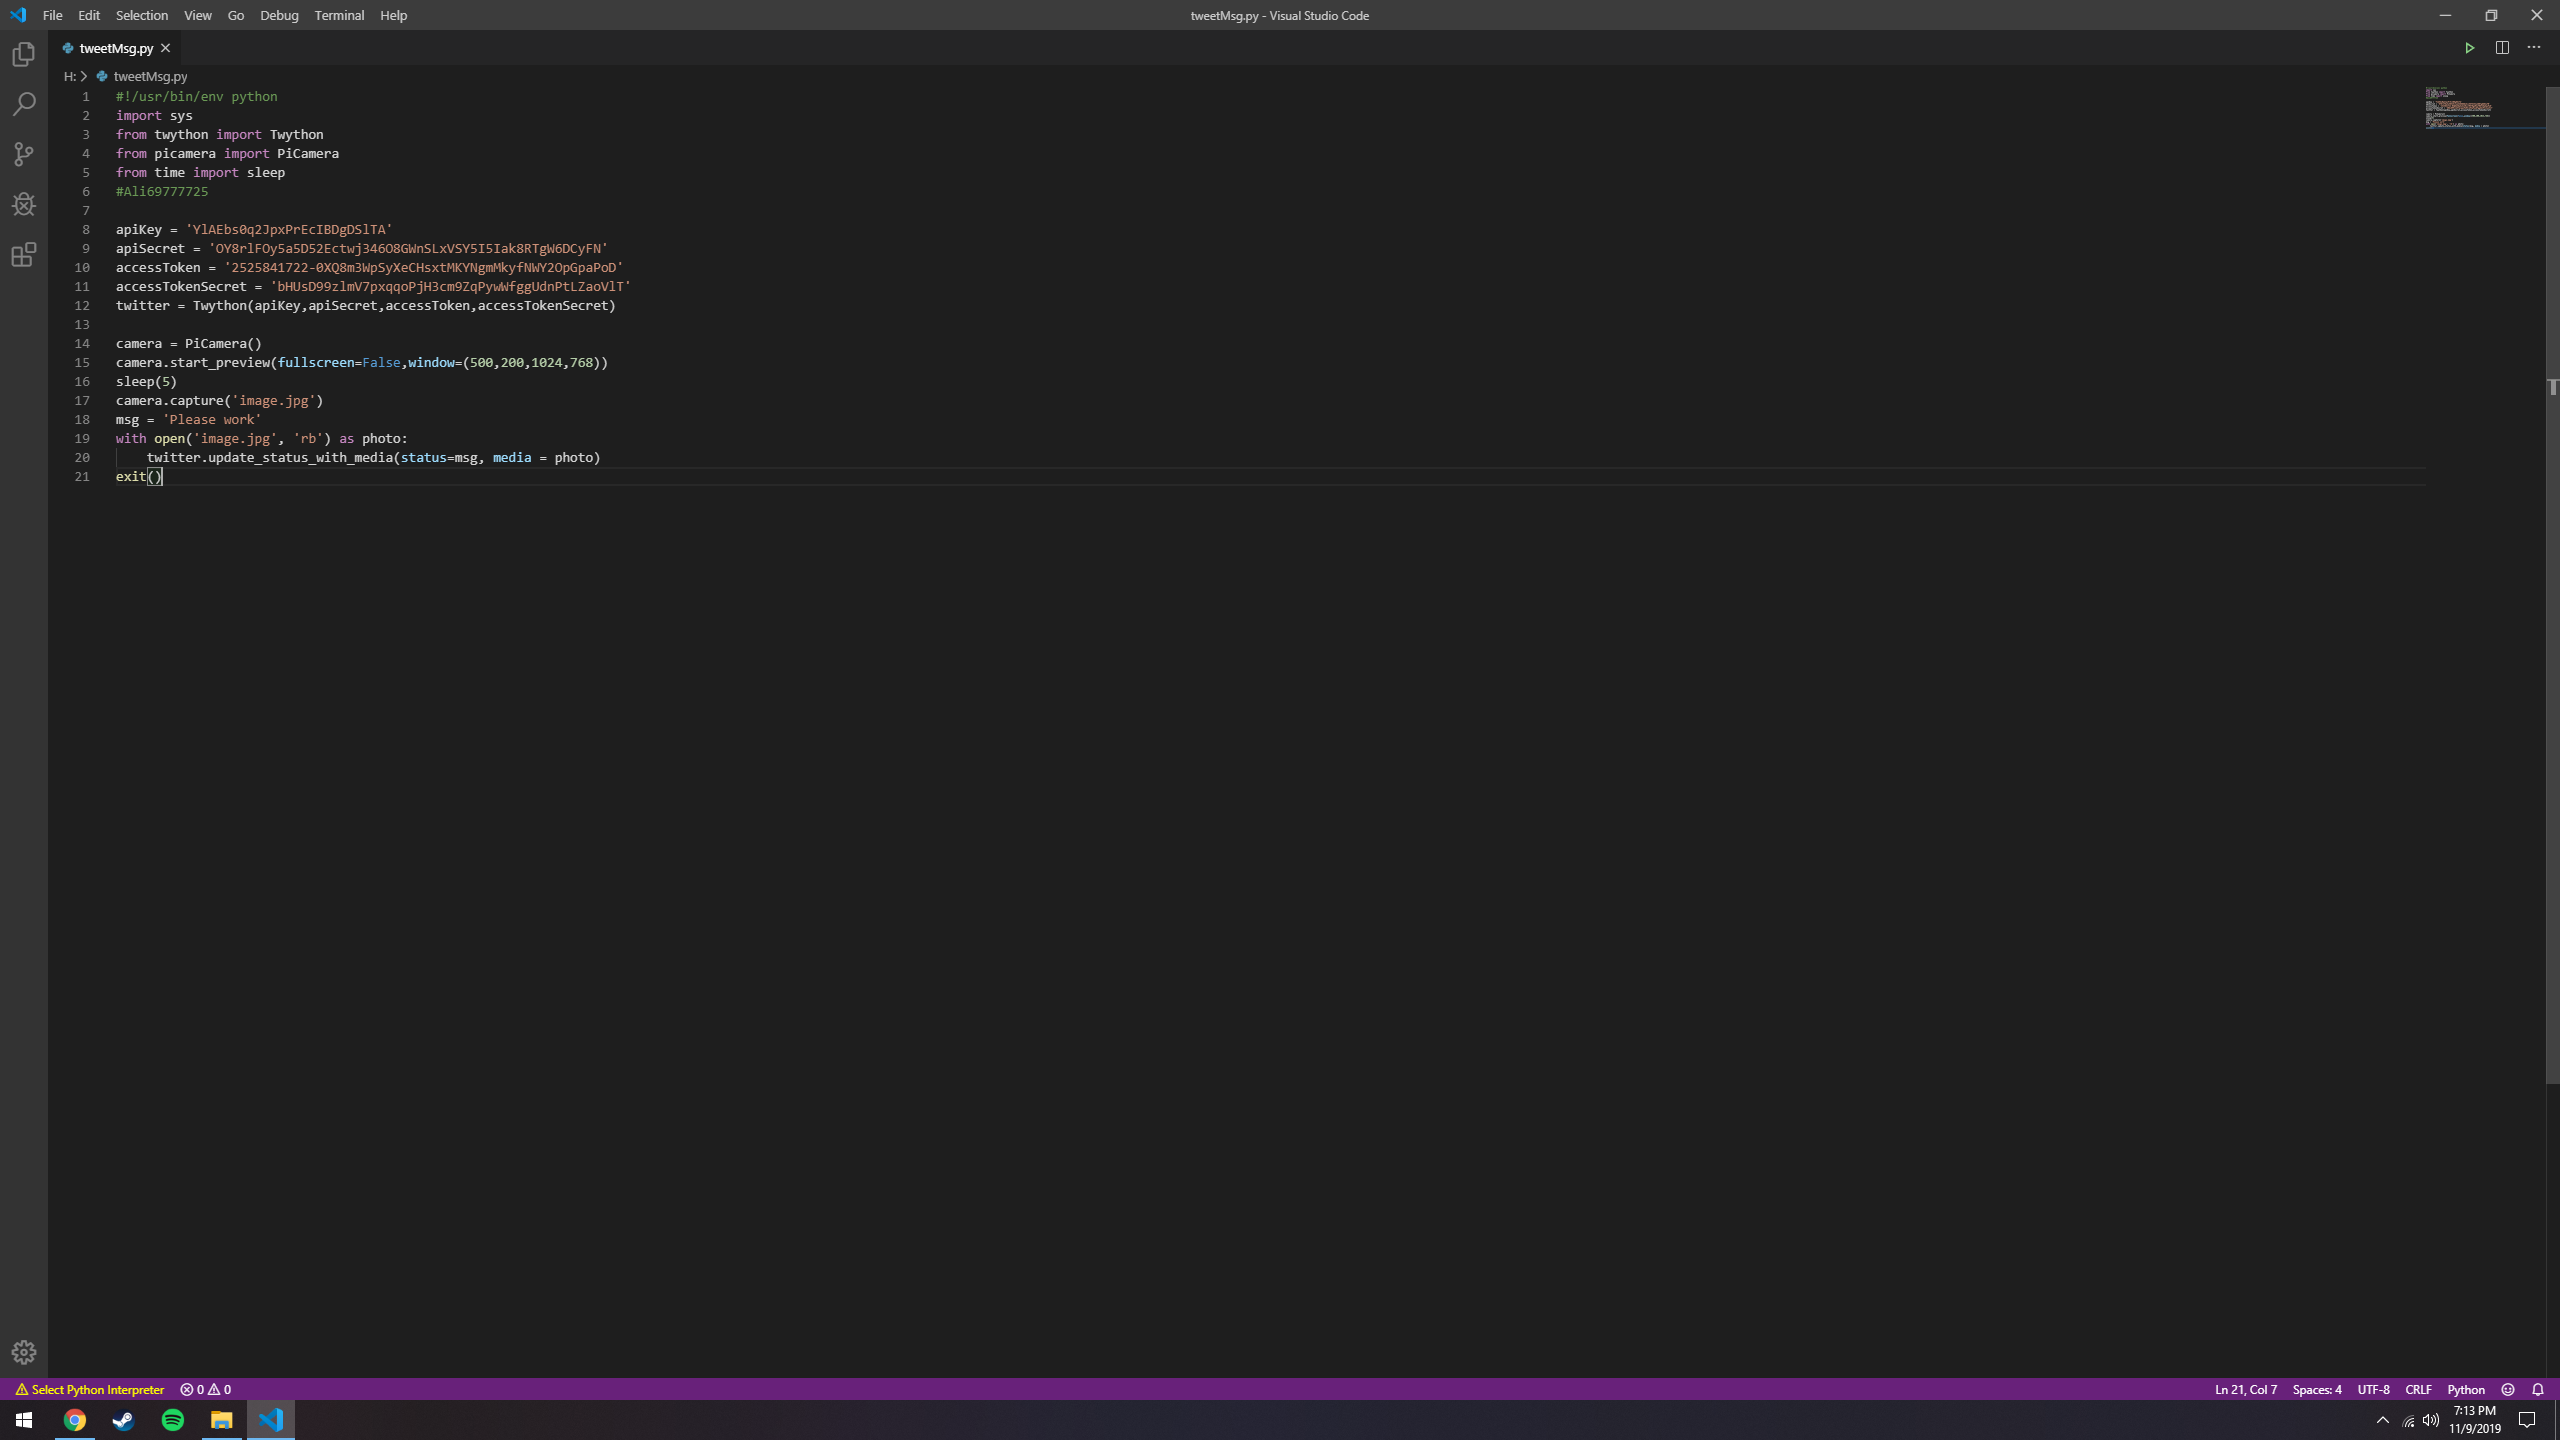 File Edit Selection View Go Debug Terminal Help
tweetMsg.py - Visual Studio Code
tweetMsg.py
H: > tweetMsg.py
1 #!/usr/bin/env python
2 import sys
3 from twython import Twython
4 from picamera import PiCamera
5 from time import sleep
6 #Ali69777725
7
8 apiKey = 'YlAEbs0q2JpxPrEcIBDgDSlTA'
9 apiSecret = 'OY8rlFOy5a5D52Ectwj346O8GWnSLxVSY5I5Iak8RTgW6DCyFN'
10 accessToken = '2525841722-0XQ8m3WpSyXeCHsxtMKYNgmMkyfNWY2OpGpaPoD'
11 accessTokenSecret = 'bHUsD99zlmV7pxqqoPjH3cm9ZqPywWfggUdnPtLZaoVlT'
12 twitter = Twython(apiKey,apiSecret,accessToken,accessTokenSecret)
13
14 camera = PiCamera()
15 camera.start_preview(fullscreen=False,window=(500,200,1024,768))
16 sleep(5)
17 camera.capture('image.jpg')
18 msg = 'Please work'
19 with open('image.jpg', 'rb') as photo:
20     twitter.update_status_with_media(status=msg, media = photo)
21 exit()
Select Python Interpreter 0 0
Ln 21, Col 7 Spaces: 4 UTF-8 CRLF Python
7:13 PM
11/9/2019